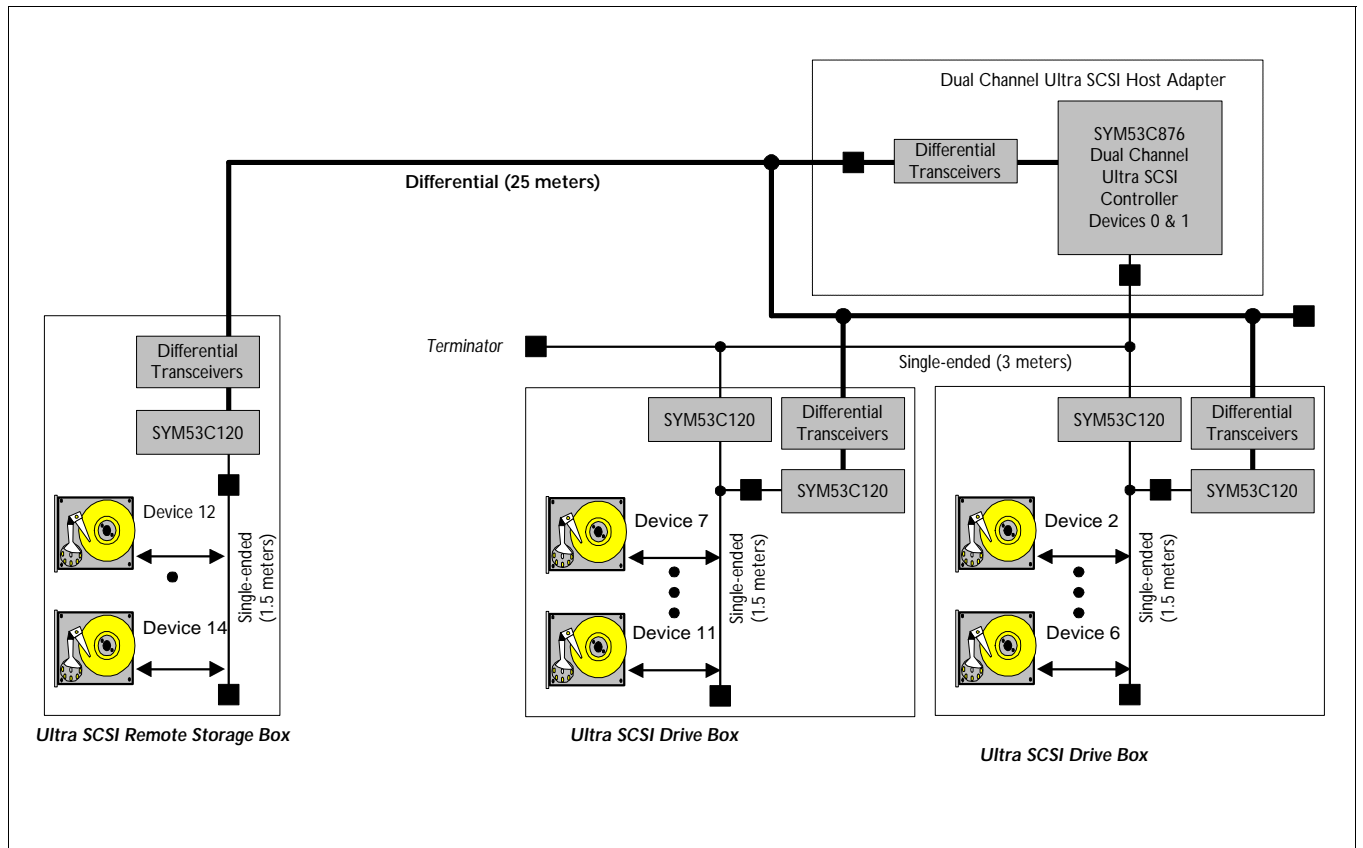 Dual Channel Ultra SCSI Host Adapter
SYM53C876
Dual Channel
Ultra SCSI
Controller
Devices 0 & 1
Differential
Transceivers
Differential (25 meters)
Terminator
Single-ended (3 meters)
Differential
Transceivers
SYM53C120
Device 12
Device 14
Single-ended
(1.5 meters)
Ultra SCSI Remote Storage Box
SYM53C120
Differential
Transceivers
SYM53C120
Device 7
Device 11
Single-ended
(1.5 meters)
Ultra SCSI Drive Box
SYM53C120
Differential
Transceivers
SYM53C120
Device 2
Device 6
Single-ended
(1.5 meters)
Ultra SCSI Drive Box